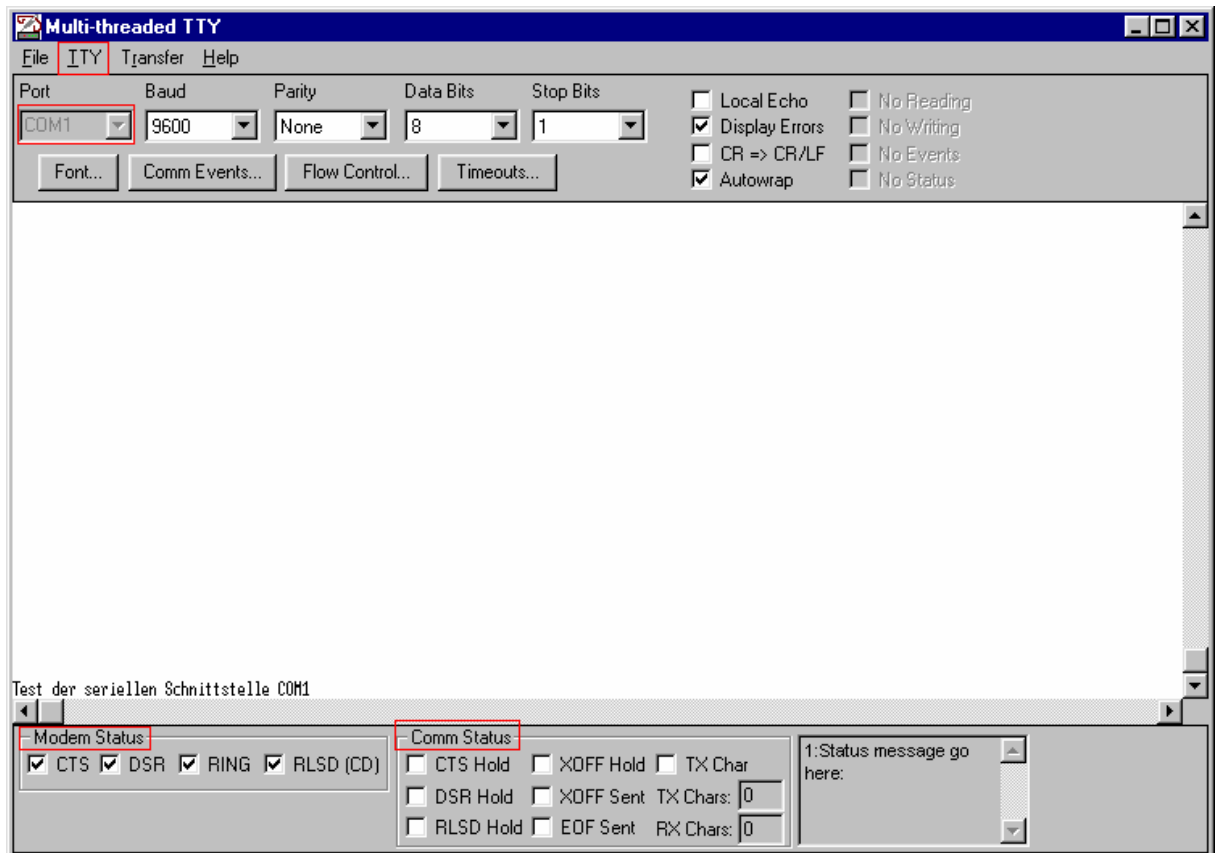 Multi-threaded TTY
File TTY Transfer Help
Port Baud Parity Data Bits Stop Bits
COM1 9600 None 8 1
Font... Comm Events... Flow Control... Timeouts...
Local Echo No Reading
Display Errors No Writing
CR => CR/LF No Events
Autowrap No Status
Test der seriellen Schnittstelle COM1
Modem Status
CTS DSR RING RLSD (CD)
Comm Status
CTS Hold XOFF Hold TX Char
DSR Hold XOFF Sent TX Chars: 0
RLSD Hold EOF Sent RX Chars: 0
1:Status message go
here: